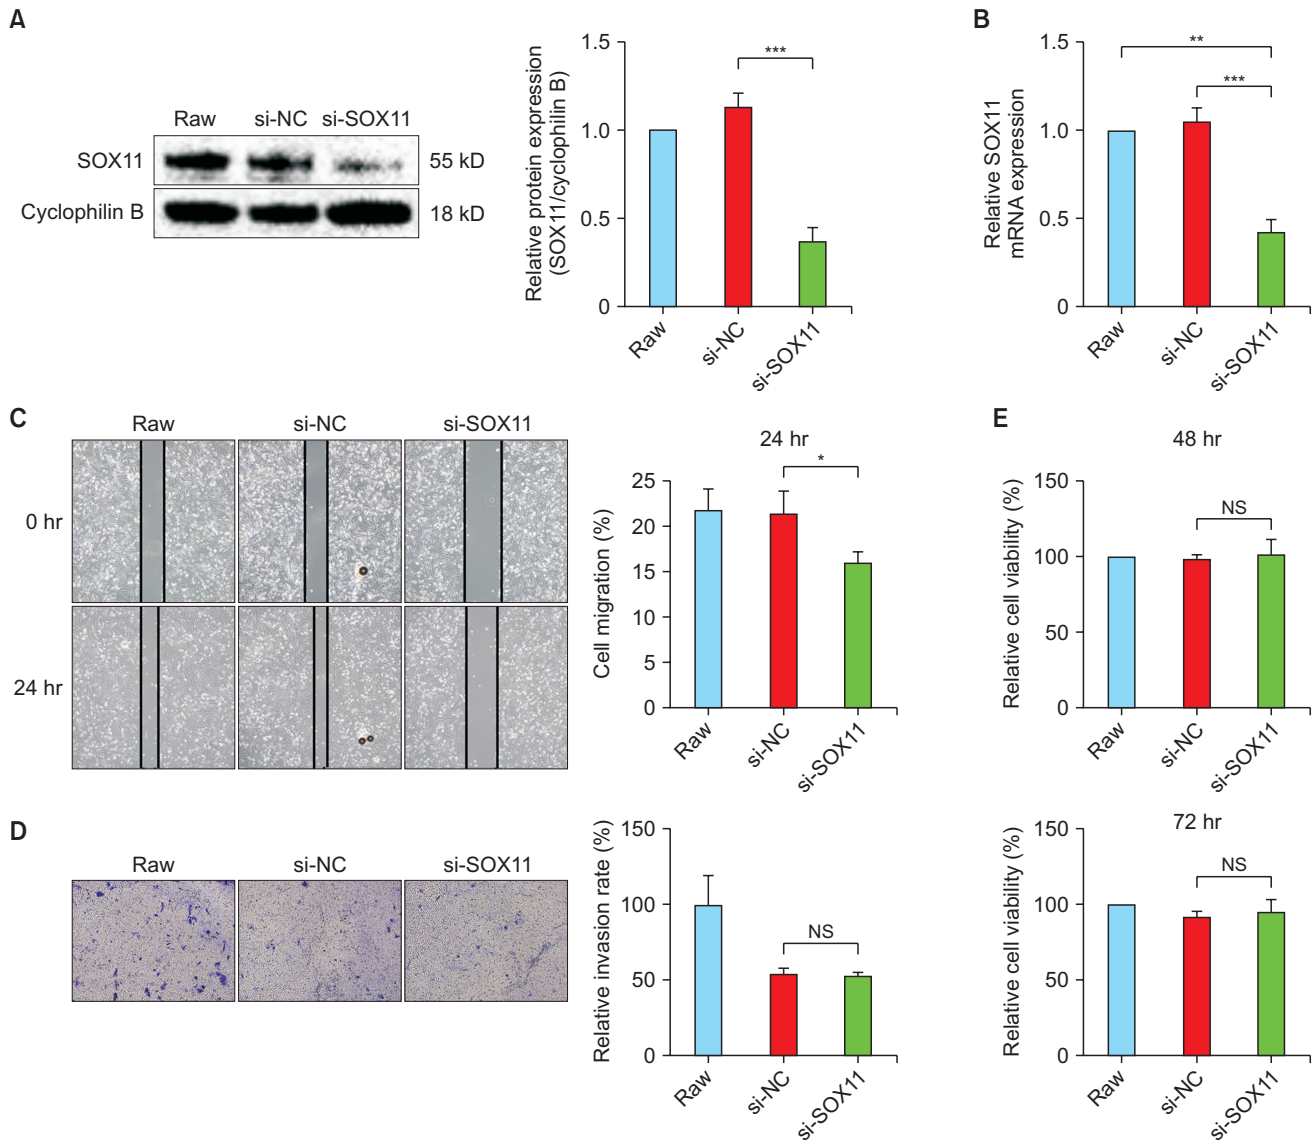 A
Raw si-NC si-SOX11
SOX11 55 kD
Cyclophilin B 18 kD
Relative protein expression
(SOX11/cyclophilin B)
1.5
1.0
0.5
0
***
Raw
si-NC
si-SOX11
B
Relative SOX11
mRNA expression
1.5
1.0
0.5
0
**
***
Raw
si-NC
si-SOX11
C
Raw si-NC si-SOX11
0 hr
24 hr
24 hr
Cell migration (%)
25
20
15
10
5
0
*
Raw
si-NC
si-SOX11
E
48 hr
Relative cell viability (%)
150
100
50
0
NS
Raw
si-NC
si-SOX11
D
Raw si-NC si-SOX11
Relative invasion rate (%)
150
100
50
0
NS
Raw
si-NC
si-SOX11
72 hr
Relative cell viability (%)
150
100
50
0
NS
Raw
si-NC
si-SOX11